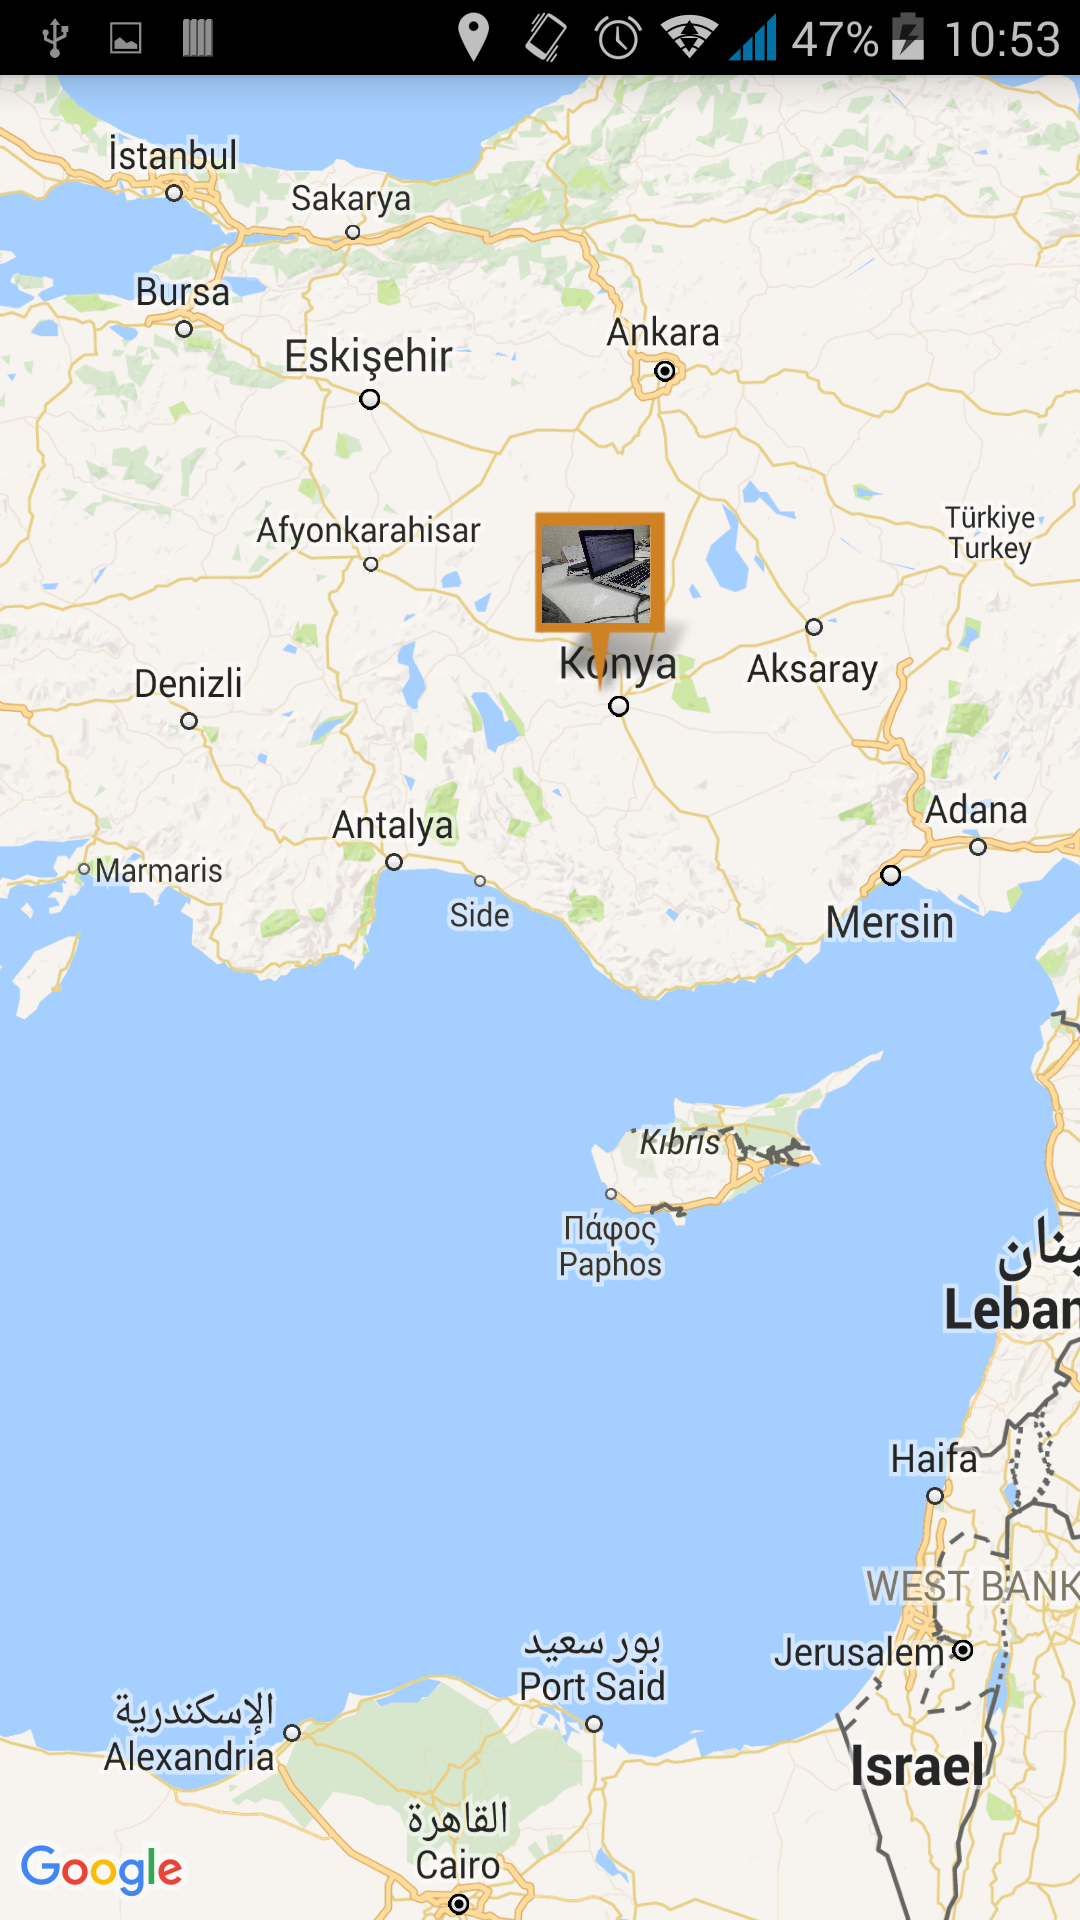 47% 10:53
İstanbul
Sakarya
Bursa
Ankara
Eskişehir
Afyonkarahisar
Türkiye
Turkey
Konya
Aksaray
Denizli
Adana
Antalya
Marmaris
Side
Mersin
Kıbrıs
Πάφος
Paphos
Leban
Haifa
WEST BANK
Jerusalem
بور سعيد
Port Said
الإسكندرية
Alexandria
Israel
القاهرة
Cairo
Google